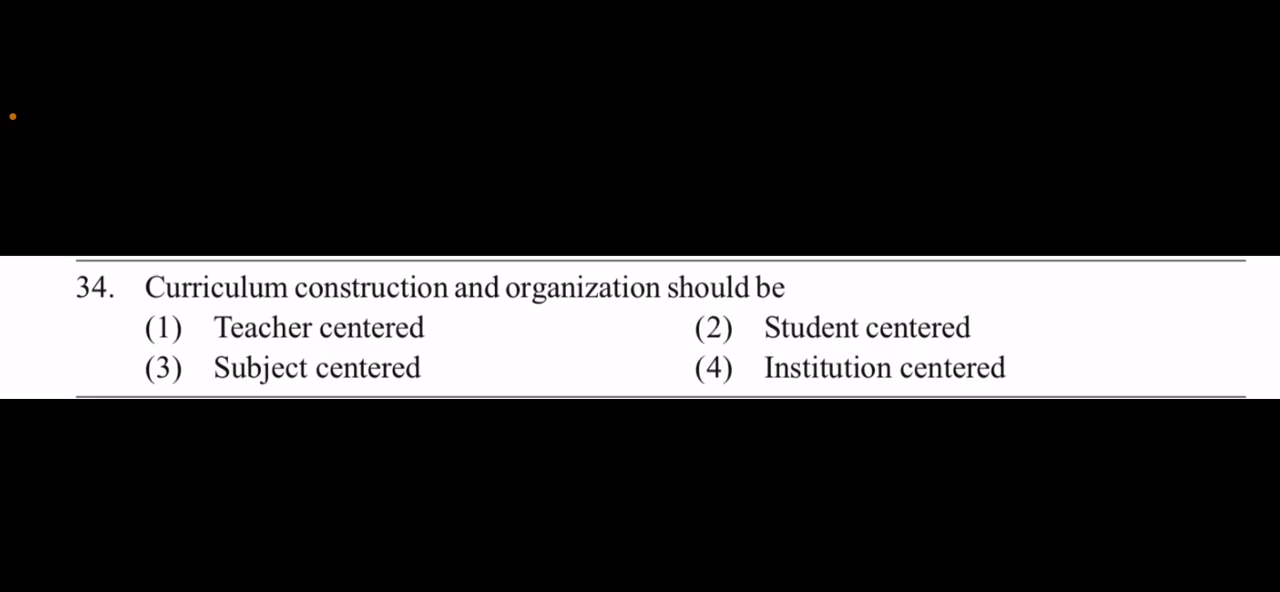 34. Curriculum construction and organization should be
(1) Teacher centered (2) Student centered
(3) Subject centered (4) Institution centered